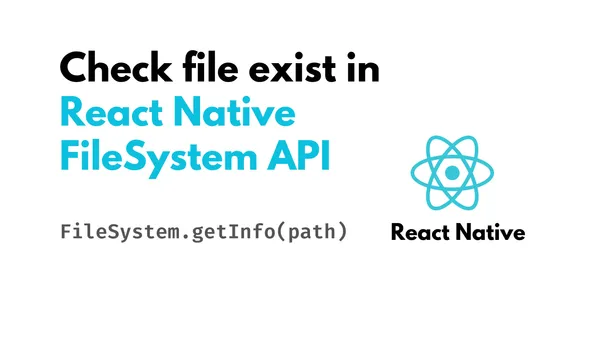 Check file exist in
React Native
FileSystem API
FileSystem.getInfo(path)
React Native